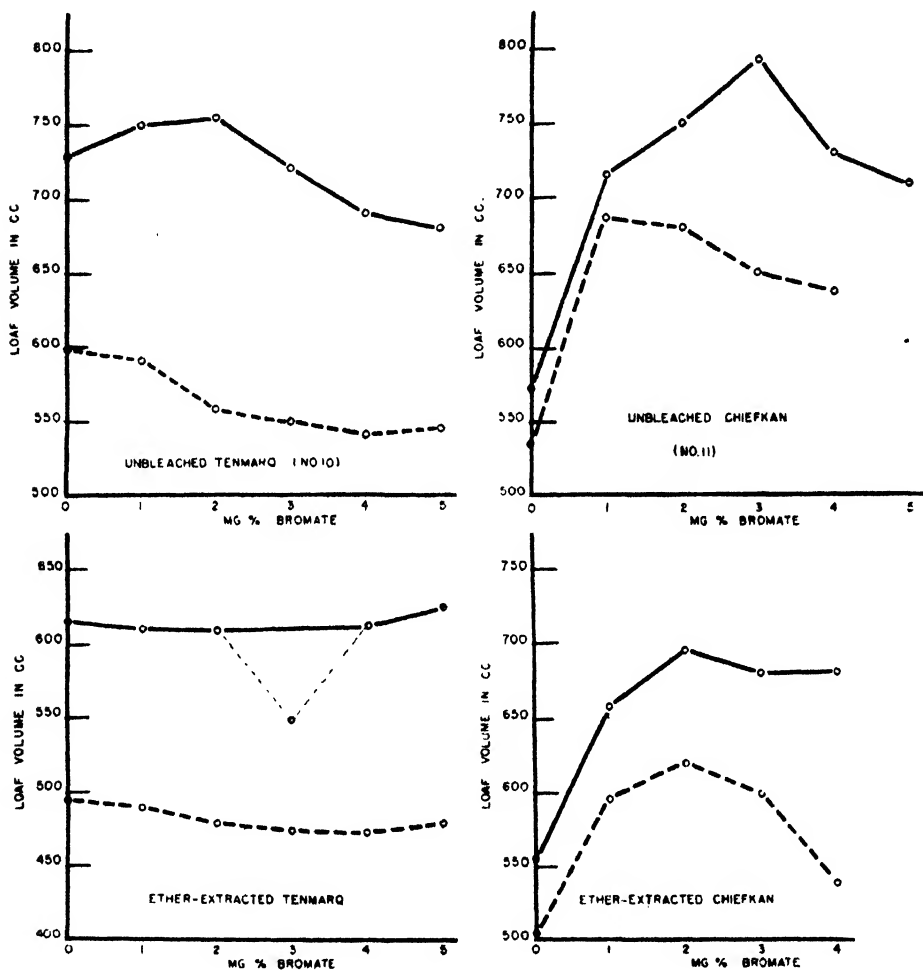 LOAF VOLUME IN CC
800
750
700
650
600
550
500
UNBLEACHED TENMARQ (NO.10)
0 1 2 3 4 5
MG % BROMATE
LOAF VOLUME IN CC.
800
750
700
650
600
550
500
UNBLEACHED CHIEFKAN
(NO.11)
0 1 2 3 4 5
MG % BROMATE
LOAF VOLUME IN CC
650
600
550
500
450
400
ETHER-EXTRACTED TENMARQ
0 1 2 3 4 5
MG % BROMATE
LOAF VOLUME IN CC
750
700
650
600
550
500
ETHER-EXTRACTED CHIEFKAN
0 1 2 3 4
MG % BROMATE